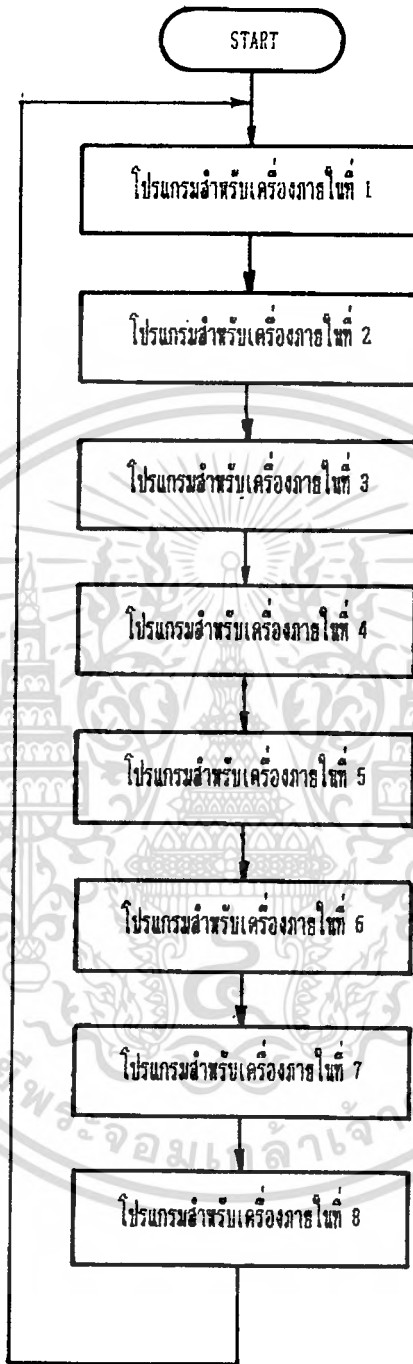 START
โปรแกรมสำหรับเครื่องภายในที่ 1
โปรแกรมสำหรับเครื่องภายในที่ 2
โปรแกรมสำหรับเครื่องภายในที่ 3
โปรแกรมสำหรับเครื่องภายในที่ 4
โปรแกรมสำหรับเครื่องภายในที่ 5
โปรแกรมสำหรับเครื่องภายในที่ 6
โปรแกรมสำหรับเครื่องภายในที่ 7
โปรแกรมสำหรับเครื่องภายในที่ 8